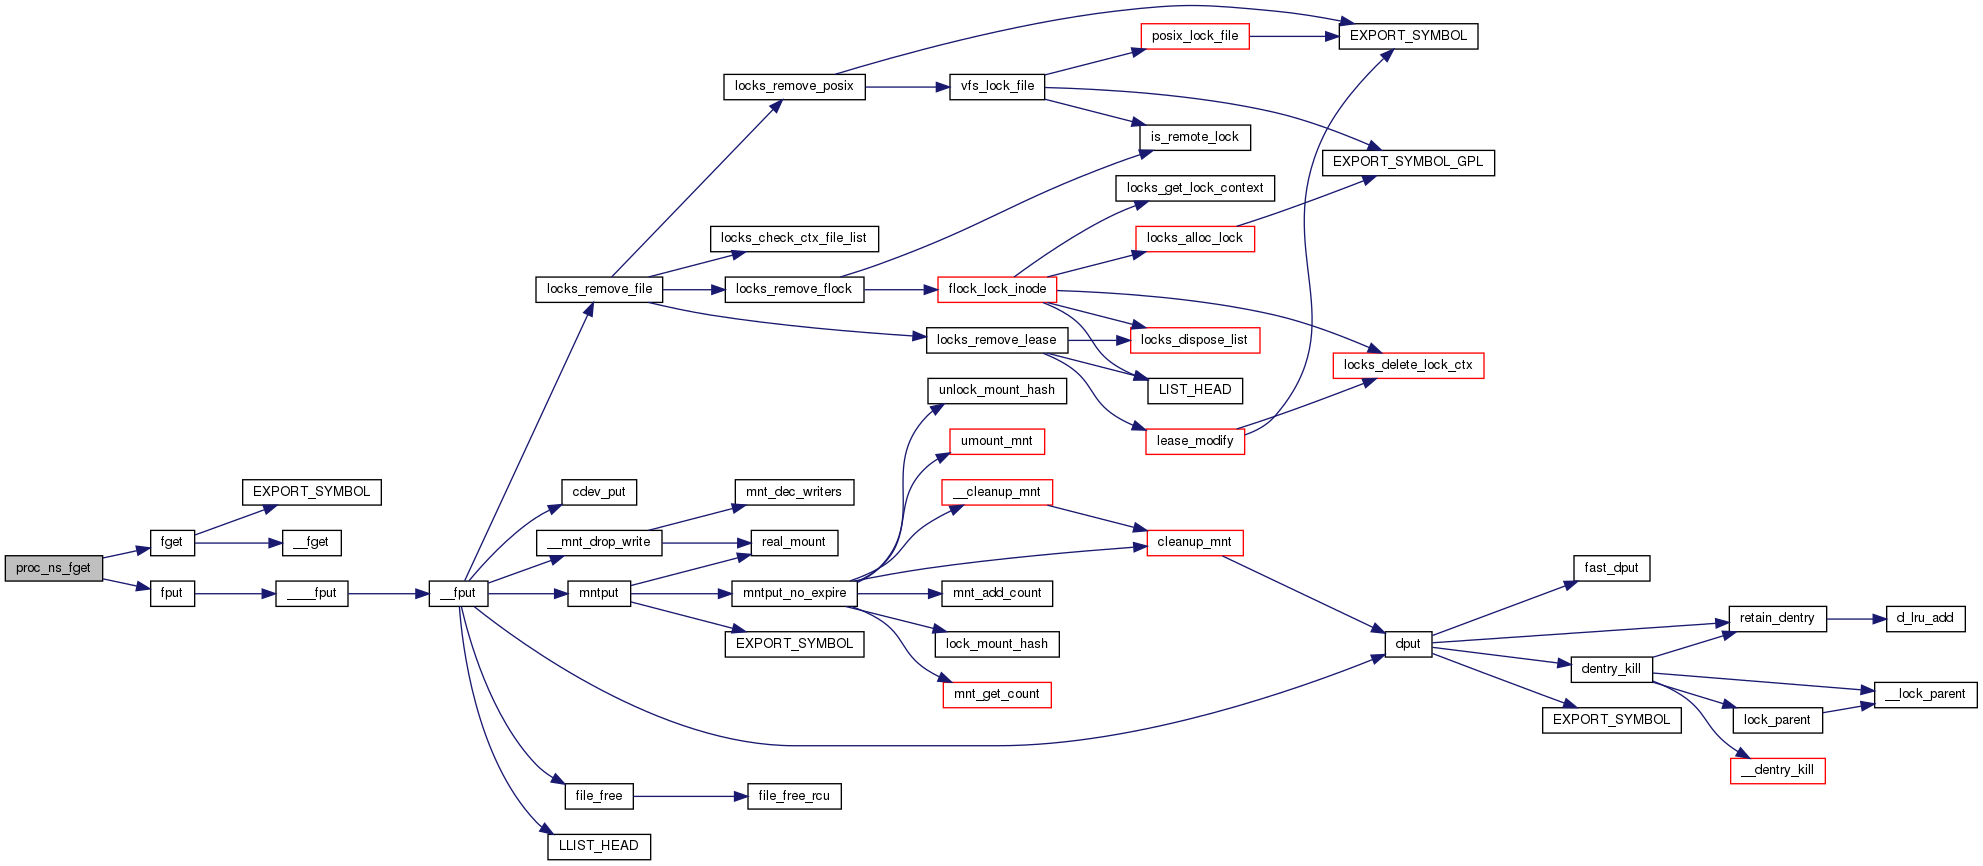 posix_lock_file
EXPORT_SYMBOL
locks_remove_posix
vfs_lock_file
is_remote_lock
EXPORT_SYMBOL_GPL
locks_get_lock_context
locks_check_ctx_file_list
locks_alloc_lock
locks_remove_file
locks_remove_flock
flock_lock_inode
locks_remove_lease
locks_dispose_list
locks_delete_lock_ctx
unlock_mount_hash
LIST_HEAD
umount_mnt
lease_modify
EXPORT_SYMBOL
cdev_put
mnt_dec_writers
__cleanup_mnt
fget
__fget
__mnt_drop_write
real_mount
cleanup_mnt
proc_ns_fget
fast_dput
fput
____fput
__fput
mntput
mntput_no_expire
mnt_add_count
retain_dentry
d_lru_add
EXPORT_SYMBOL
lock_mount_hash
dput
dentry_kill
mnt_get_count
__lock_parent
EXPORT_SYMBOL
lock_parent
__dentry_kill
file_free
file_free_rcu
LLIST_HEAD